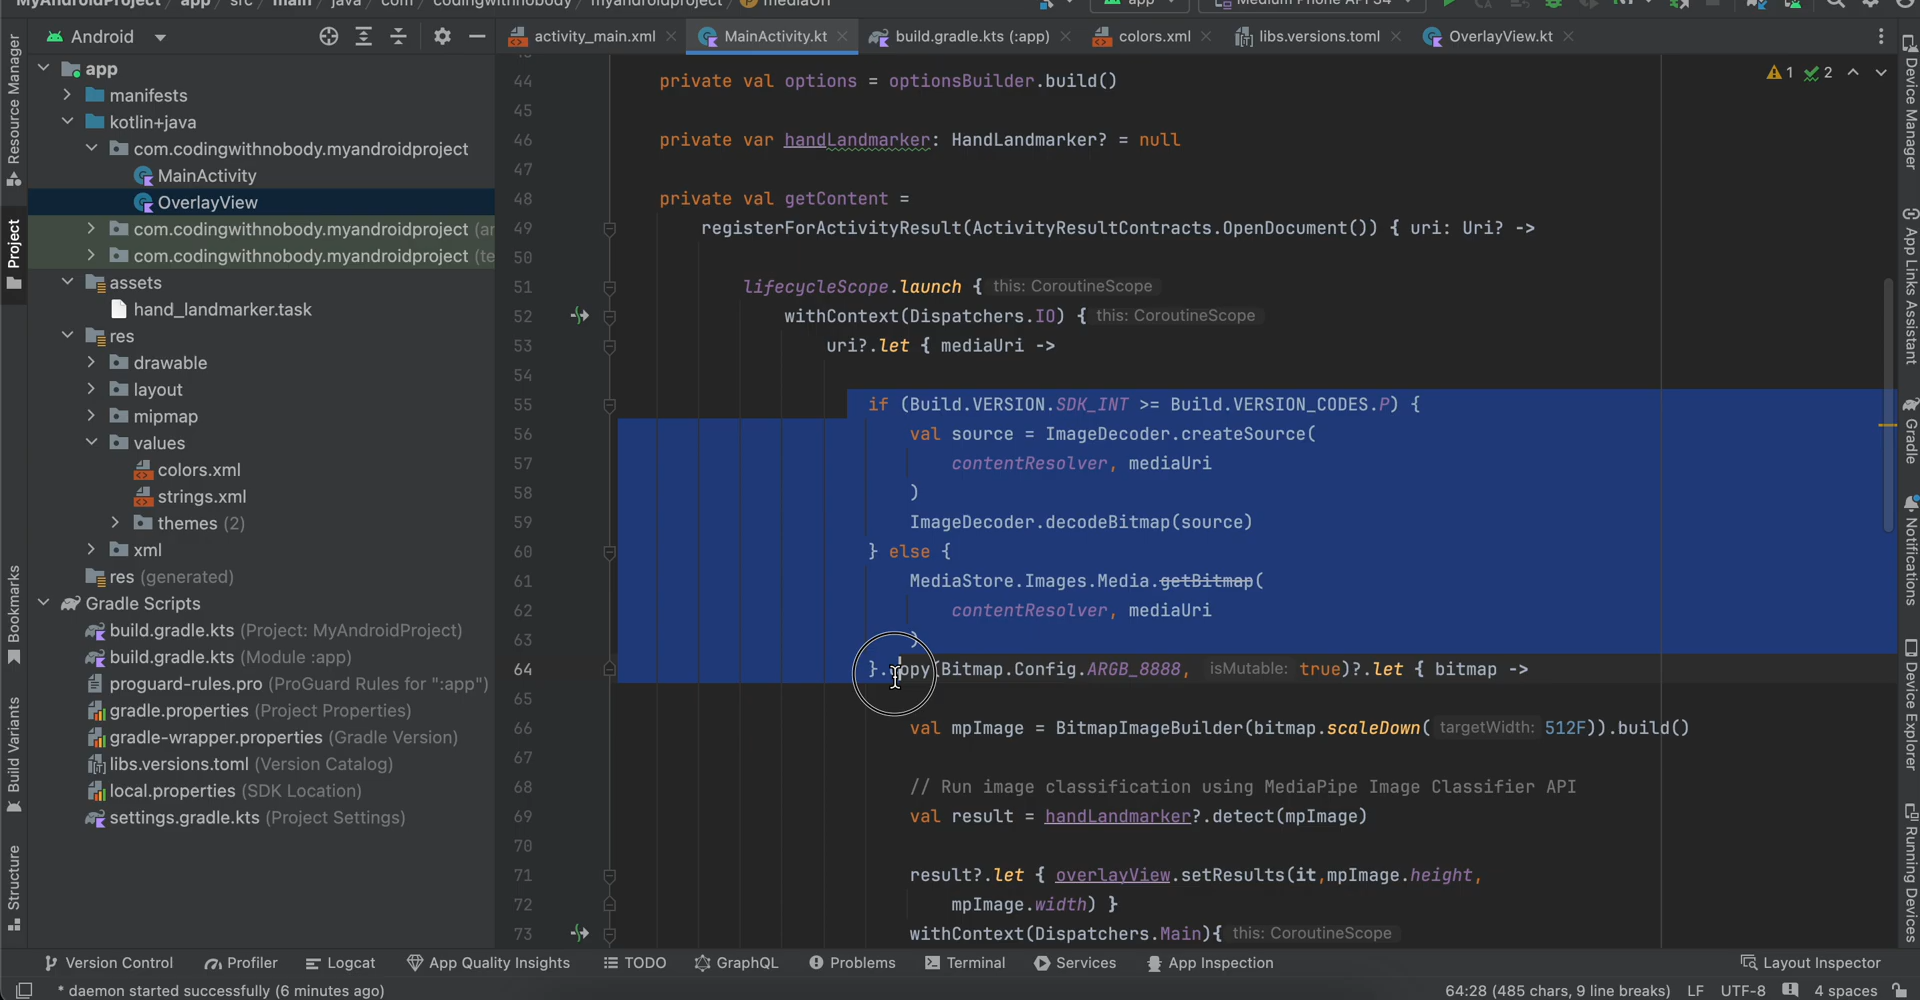 MyAndroidProject app src main java com codingwithnobody myandroidproject mediaUri
app Medium Phone API 34
Android
activity_main.xml
MainActivity.kt
build.gradle.kts (:app)
colors.xml
libs.versions.toml
OverlayView.kt
Resource Manager
Project
Bookmarks
Build Variants
Structure
app
manifests
kotlin+java
com.codingwithnobody.myandroidproject
MainActivity
OverlayView
com.codingwithnobody.myandroidproject (ar
com.codingwithnobody.myandroidproject (te
assets
hand_landmarker.task
res
drawable
layout
mipmap
values
colors.xml
strings.xml
themes (2)
xml
res (generated)
Gradle Scripts
build.gradle.kts (Project: MyAndroidProject)
build.gradle.kts (Module :app)
proguard-rules.pro (ProGuard Rules for ":app")
gradle.properties (Project Properties)
gradle-wrapper.properties (Gradle Version)
libs.versions.toml (Version Catalog)
local.properties (SDK Location)
settings.gradle.kts (Project Settings)
1 2
44 private val options = optionsBuilder.build()
45
46 private var handLandmarker: HandLandmarker? = null
47
48 private val getContent =
49 registerForActivityResult(ActivityResultContracts.OpenDocument()) { uri: Uri? ->
50
51 lifecycleScope.launch { this: CoroutineScope
52 withContext(Dispatchers.IO) { this: CoroutineScope
53 uri?.let { mediaUri ->
54
55 if (Build.VERSION.SDK_INT >= Build.VERSION_CODES.P) {
56 val source = ImageDecoder.createSource(
57 contentResolver, mediaUri
58 )
59 ImageDecoder.decodeBitmap(source)
60 } else {
61 MediaStore.Images.Media.getBitmap(
62 contentResolver, mediaUri
63 )
64 }.copy(Bitmap.Config.ARGB_8888, isMutable: true)?.let { bitmap ->
65
66 val mpImage = BitmapImageBuilder(bitmap.scaleDown( targetWidth: 512F)).build()
67
68 // Run image classification using MediaPipe Image Classifier API
69 val result = handLandmarker?.detect(mpImage)
70
71 result?.let { overlayView.setResults(it,mpImage.height,
72 mpImage.width) }
73 withContext(Dispatchers.Main){ this: CoroutineScope
Device Manager
App Links Assistant
Gradle
Notifications
Device Explorer
Running Devices
Version Control
Profiler
Logcat
App Quality Insights
TODO
GraphQL
Problems
Terminal
Services
App Inspection
Layout Inspector
* daemon started successfully (6 minutes ago)
64:28 (485 chars, 9 line breaks) LF UTF-8 4 spaces